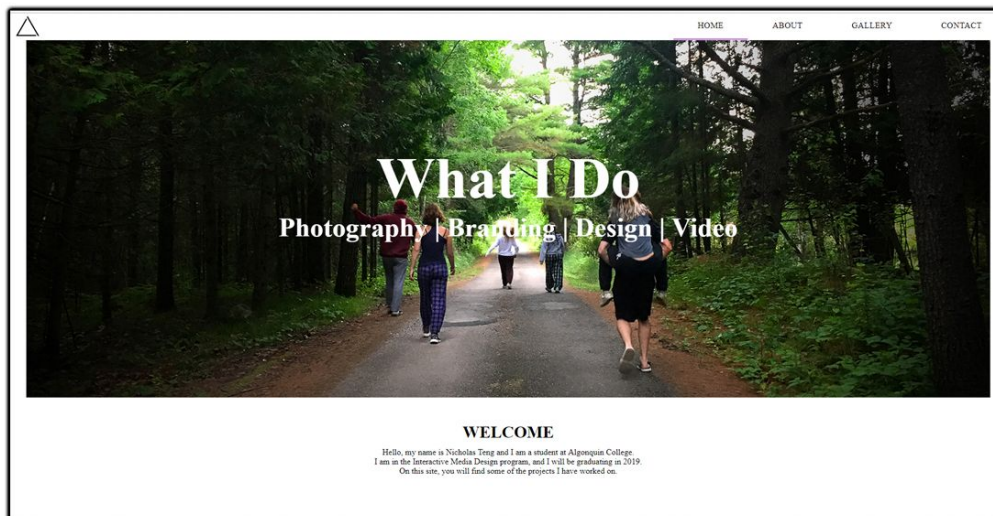 HOME ABOUT GALLERY CONTACT
What I Do
Photography | Branding | Design | Video
WELCOME
Hello, my name is Nicholas Teng and I am a student at Algonquin College.
I am in the Interactive Media Design program, and I will be graduating in 2019.
On this site, you will find some of the projects I have worked on.